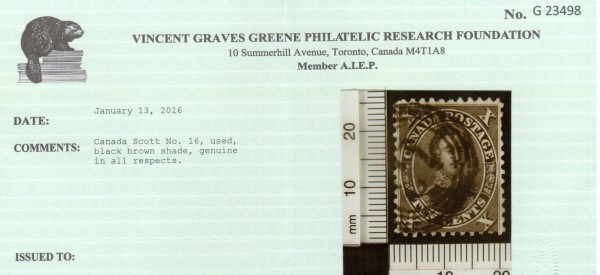 No. G 23498
VINCENT GRAVES GREENE PHILATELIC RESEARCH FOUNDATION
10 Summerhill Avenue, Toronto, Canada M4T1A8
Member A.I.E.P.
DATE:
January 13, 2016
COMMENTS:
Canada Scott No. 16, used,
black brown shade, genuine
in all respects.
ISSUED TO:
mm 10 20
X CANADA POSTAGE X
X TEN CENTS X
10 20